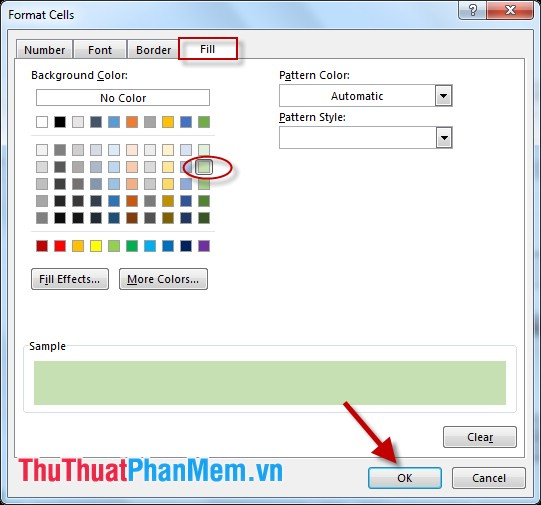 Format Cells
Number Font Border Fill
Background Color: Pattern Color:
No Color Automatic
Pattern Style:
Fill Effects... More Colors...
Sample
Clear
ThuThuatPhanMem.vn
OK Cancel